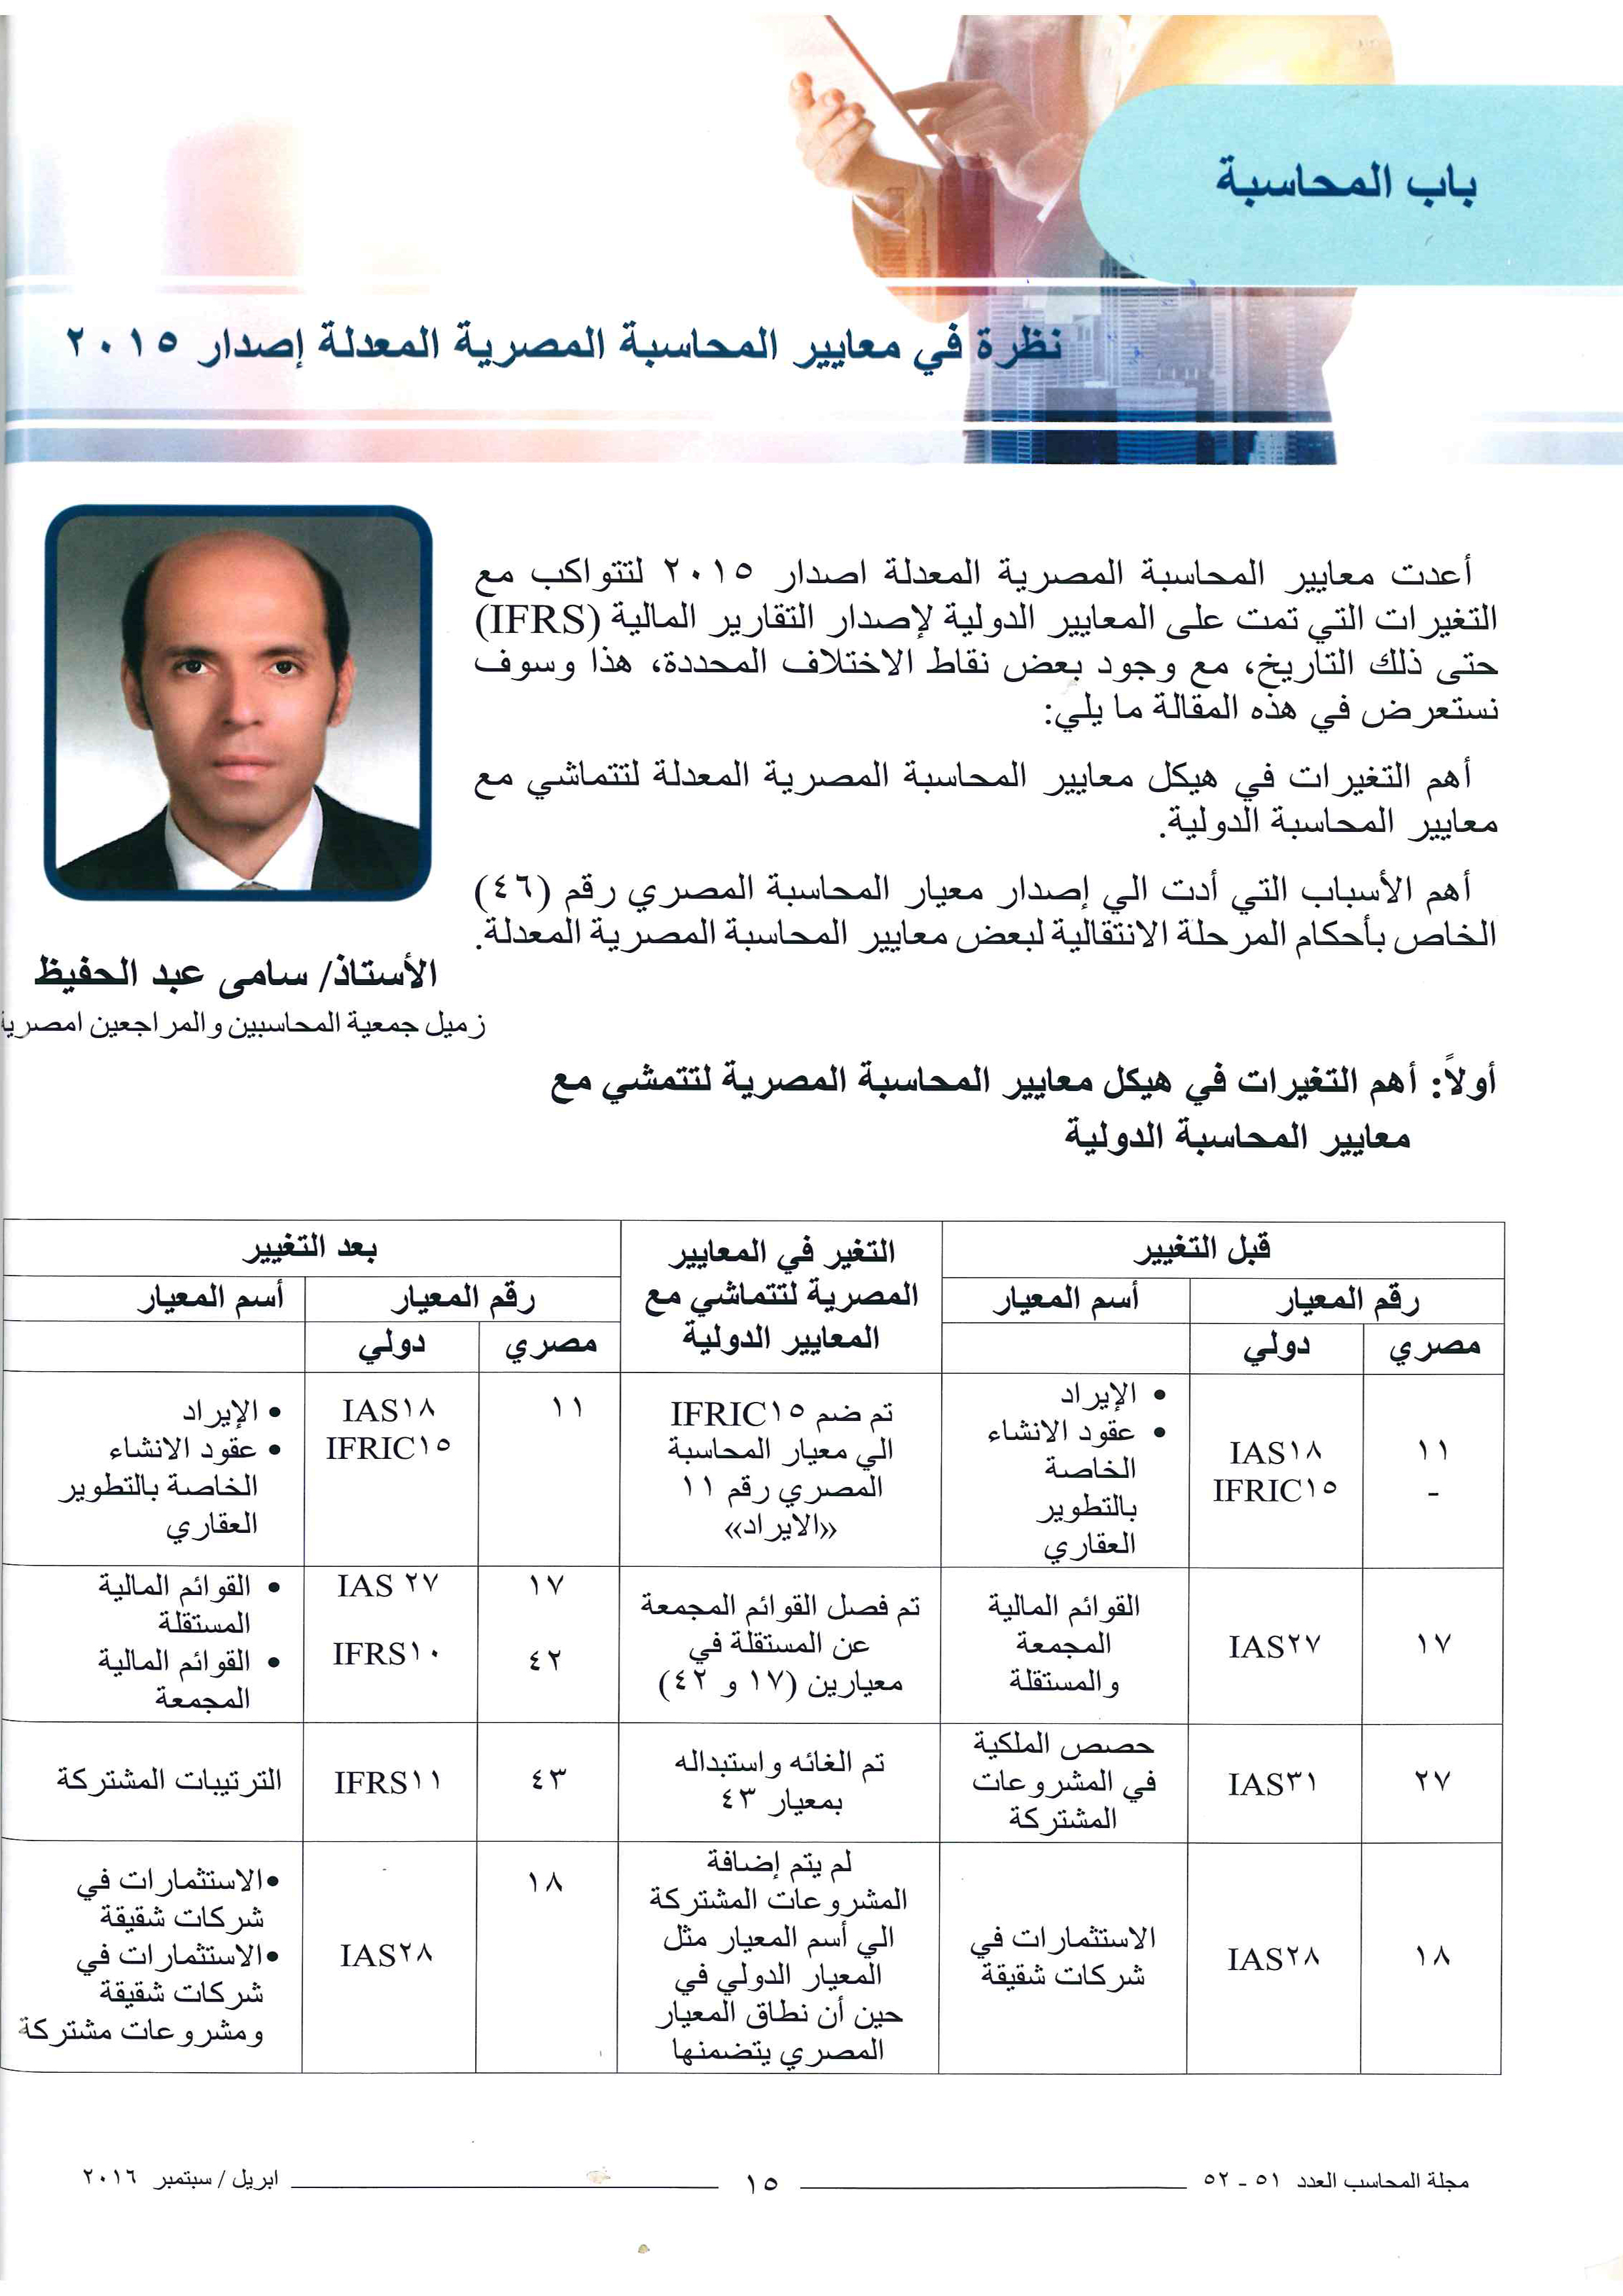 باب المحاسبة
نظرة في معايير المحاسبة المصرية المعدلة إصدار ٢٠١٥
أعدت معايير المحاسبة المصرية المعدلة اصدار ٢٠١٥ لتتواكب مع
التغيرات التي تمت على المعايير الدولية لإصدار التقارير المالية (IFRS)
حتى ذلك التاريخ، مع وجود بعض نقاط الاختلاف المحددة، هذا وسوف
نستعرض في هذه المقالة ما يلي:
أهم التغيرات في هيكل معايير المحاسبة المصرية المعدلة لتتماشي مع
معايير المحاسبة الدولية.
أهم الأسباب التي أدت الي إصدار معيار المحاسبة المصري رقم (٤٦)
الخاص بأحكام المرحلة الانتقالية لبعض معايير المحاسبة المصرية المعدلة.
الأستاذ/ سامى عبد الحفيظ
زميل جمعية المحاسبين والمراجعين امصرية
أولاً: أهم التغيرات في هيكل معايير المحاسبة المصرية لتتمشي مع
معايير المحاسبة الدولية
قبل التغيير
التغير في المعايير
المصرية لتتماشي مع
المعايير الدولية
بعد التغيير
رقم المعيار
أسم المعيار
رقم المعيار
أسم المعيار
مصري
دولي
مصري
دولي
١١
-
IAS١٨
IFRIC١٥
• الإيراد
• عقود الانشاء
الخاصة
بالتطوير
العقاري
تم ضم IFRIC١٥
الي معيار المحاسبة
المصري رقم ١١
«الايراد»
١١
IAS١٨
IFRIC١٥
• الإيراد
• عقود الانشاء
الخاصة بالتطوير
العقاري
١٧
IAS٢٧
القوائم المالية
المجمعة
والمستقلة
تم فصل القوائم المجمعة
عن المستقلة في
معيارين (١٧ و ٤٢)
١٧
٤٢
IAS ٢٧
IFRS١٠
• القوائم المالية
المستقلة
• القوائم المالية
المجمعة
٢٧
IAS٣١
حصص الملكية
في المشروعات
المشتركة
تم الغائه واستبداله
بمعيار ٤٣
٤٣
IFRS١١
الترتيبات المشتركة
١٨
IAS٢٨
الاستثمارات في
شركات شقيقة
لم يتم إضافة
المشروعات المشتركة
الي أسم المعيار مثل
المعيار الدولي في
حين أن نطاق المعيار
المصري يتضمنها
١٨
IAS٢٨
•الاستثمارات في
شركات شقيقة
•الاستثمارات في
شركات شقيقة
ومشروعات مشتركة
مجلة المحاسب العدد ٥١ - ٥٢
١٥
ابريل / سبتمبر ٢٠١٦